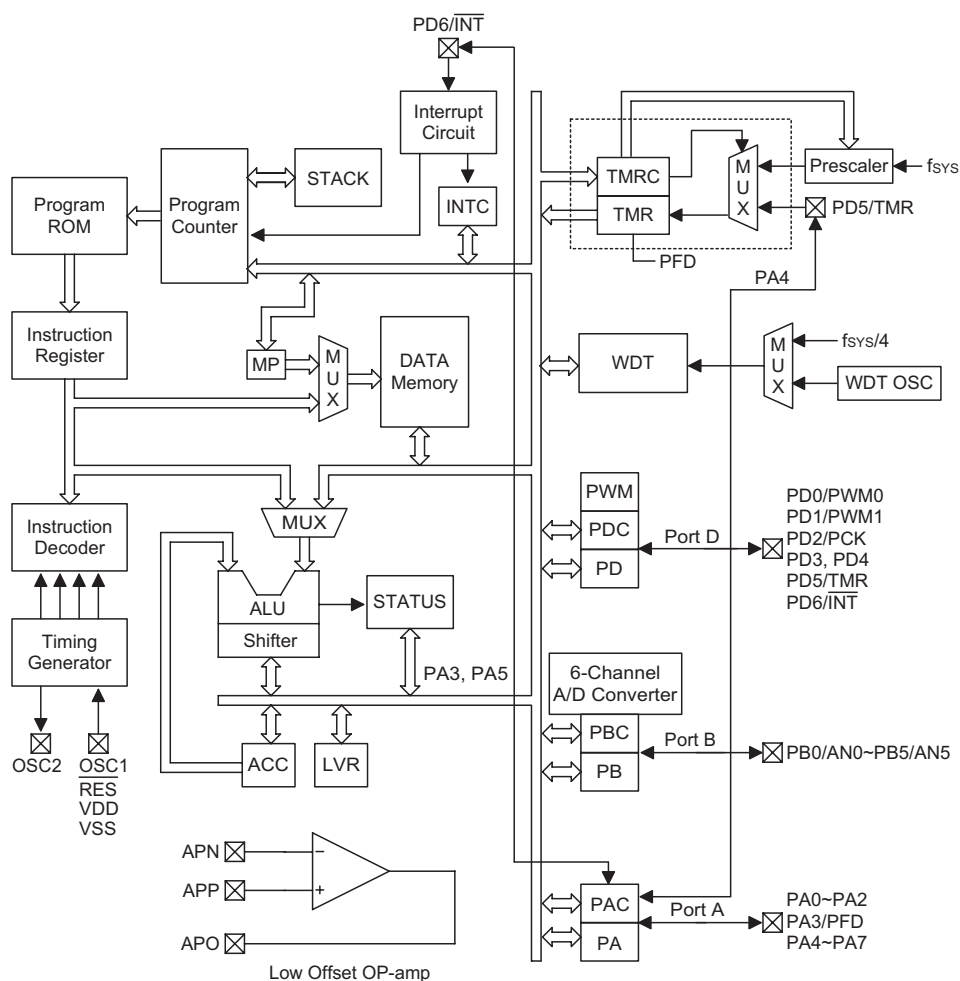 PD6/INT
Interrupt
Circuit
STACK
Program
ROM
Program
Counter
INTC
TMRC
TMR
MUX
Prescaler
fSYS
PD5/TMR
PFD
PA4
Instruction
Register
MP
MUX
DATA
Memory
WDT
MUX
fSYS/4
WDT OSC
Instruction
Decoder
MUX
PWM
PDC
PD
Port D
PD0/PWM0
PD1/PWM1
PD2/PCK
PD3, PD4
PD5/TMR
PD6/INT
ALU
Shifter
STATUS
Timing
Generator
PA3, PA5
6-Channel
A/D Converter
PBC
PB
Port B
PB0/AN0~PB5/AN5
OSC2
OSC1
RES
VDD
VSS
ACC
LVR
APN
−
APP
+
APO
Low Offset OP-amp
PAC
PA
Port A
PA0~PA2
PA3/PFD
PA4~PA7